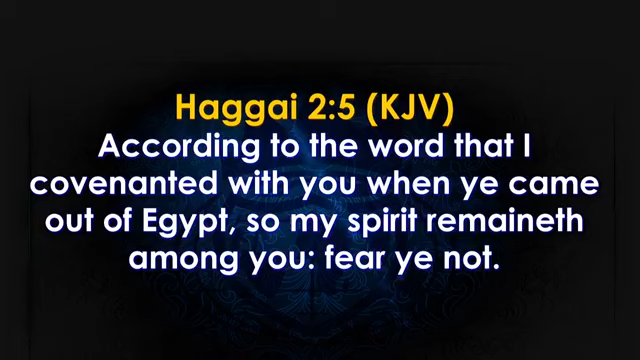 Haggai 2:5 (KJV)
According to the word that I
covenanted with you when ye came
out of Egypt, so my spirit remaineth
among you: fear ye not.